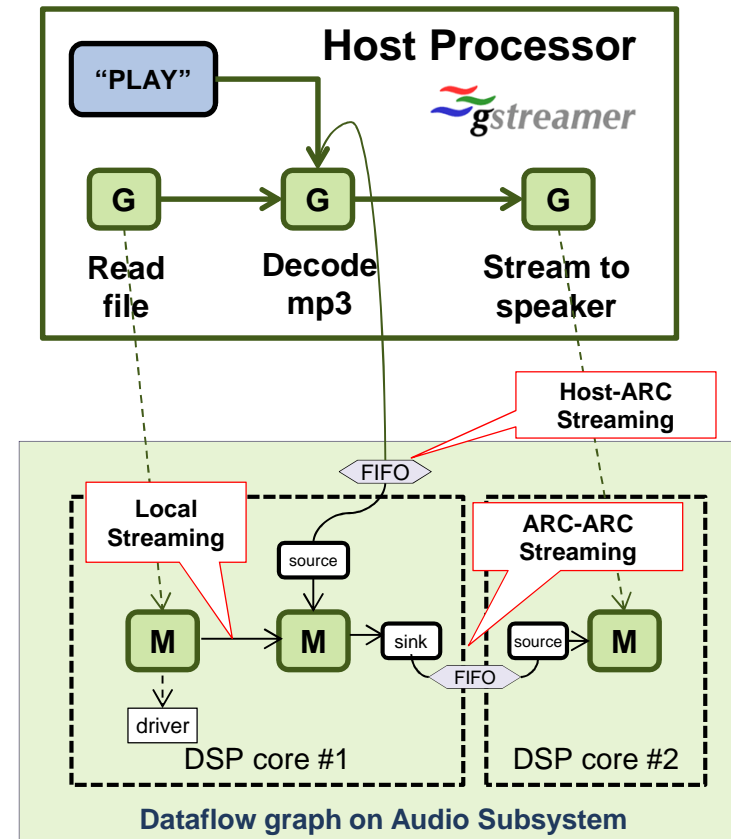 Host Processor
“PLAY”
gstreamer
G
G
G
Read
file
Decode
mp3
Stream to
speaker
Host-ARC
Streaming
FIFO
Local
Streaming
ARC-ARC
Streaming
source
M
M
sink
source
M
FIFO
driver
DSP core #1
DSP core #2
Dataflow graph on Audio Subsystem